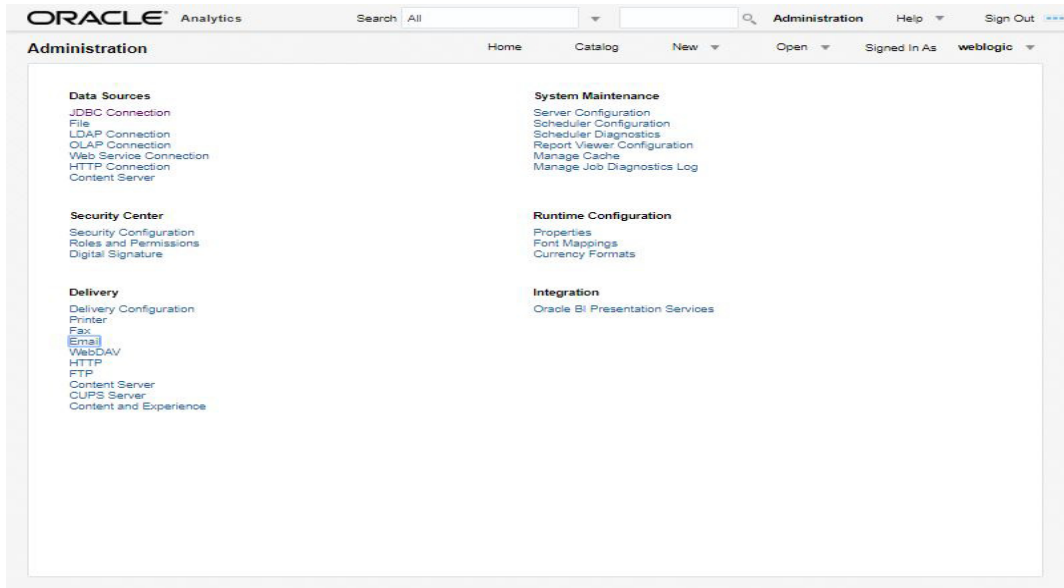 ORACLE Analytics Search All Administration Help Sign Out
Administration Home Catalog New Open Signed In As weblogic
Data Sources
JDBC Connection
File
LDAP Connection
OLAP Connection
Web Service Connection
HTTP Connection
Content Server
System Maintenance
Server Configuration
Scheduler Configuration
Scheduler Diagnostics
Report Viewer Configuration
Manage Cache
Manage Job Diagnostics Log
Security Center
Security Configuration
Roles and Permissions
Digital Signature
Runtime Configuration
Properties
Font Mappings
Currency Formats
Delivery
Delivery Configuration
Printer
Fax
Email
WebDAV
HTTP
FTP
Content Server
CUPS Server
Content and Experience
Integration
Oracle BI Presentation Services